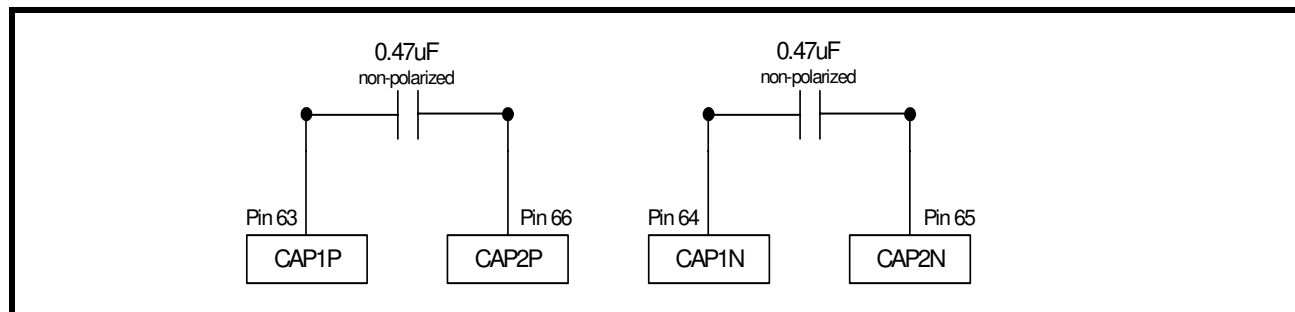 0.47uF
non-polarized
0.47uF
non-polarized
Pin 63
Pin 66
Pin 64
Pin 65
CAP1P
CAP2P
CAP1N
CAP2N